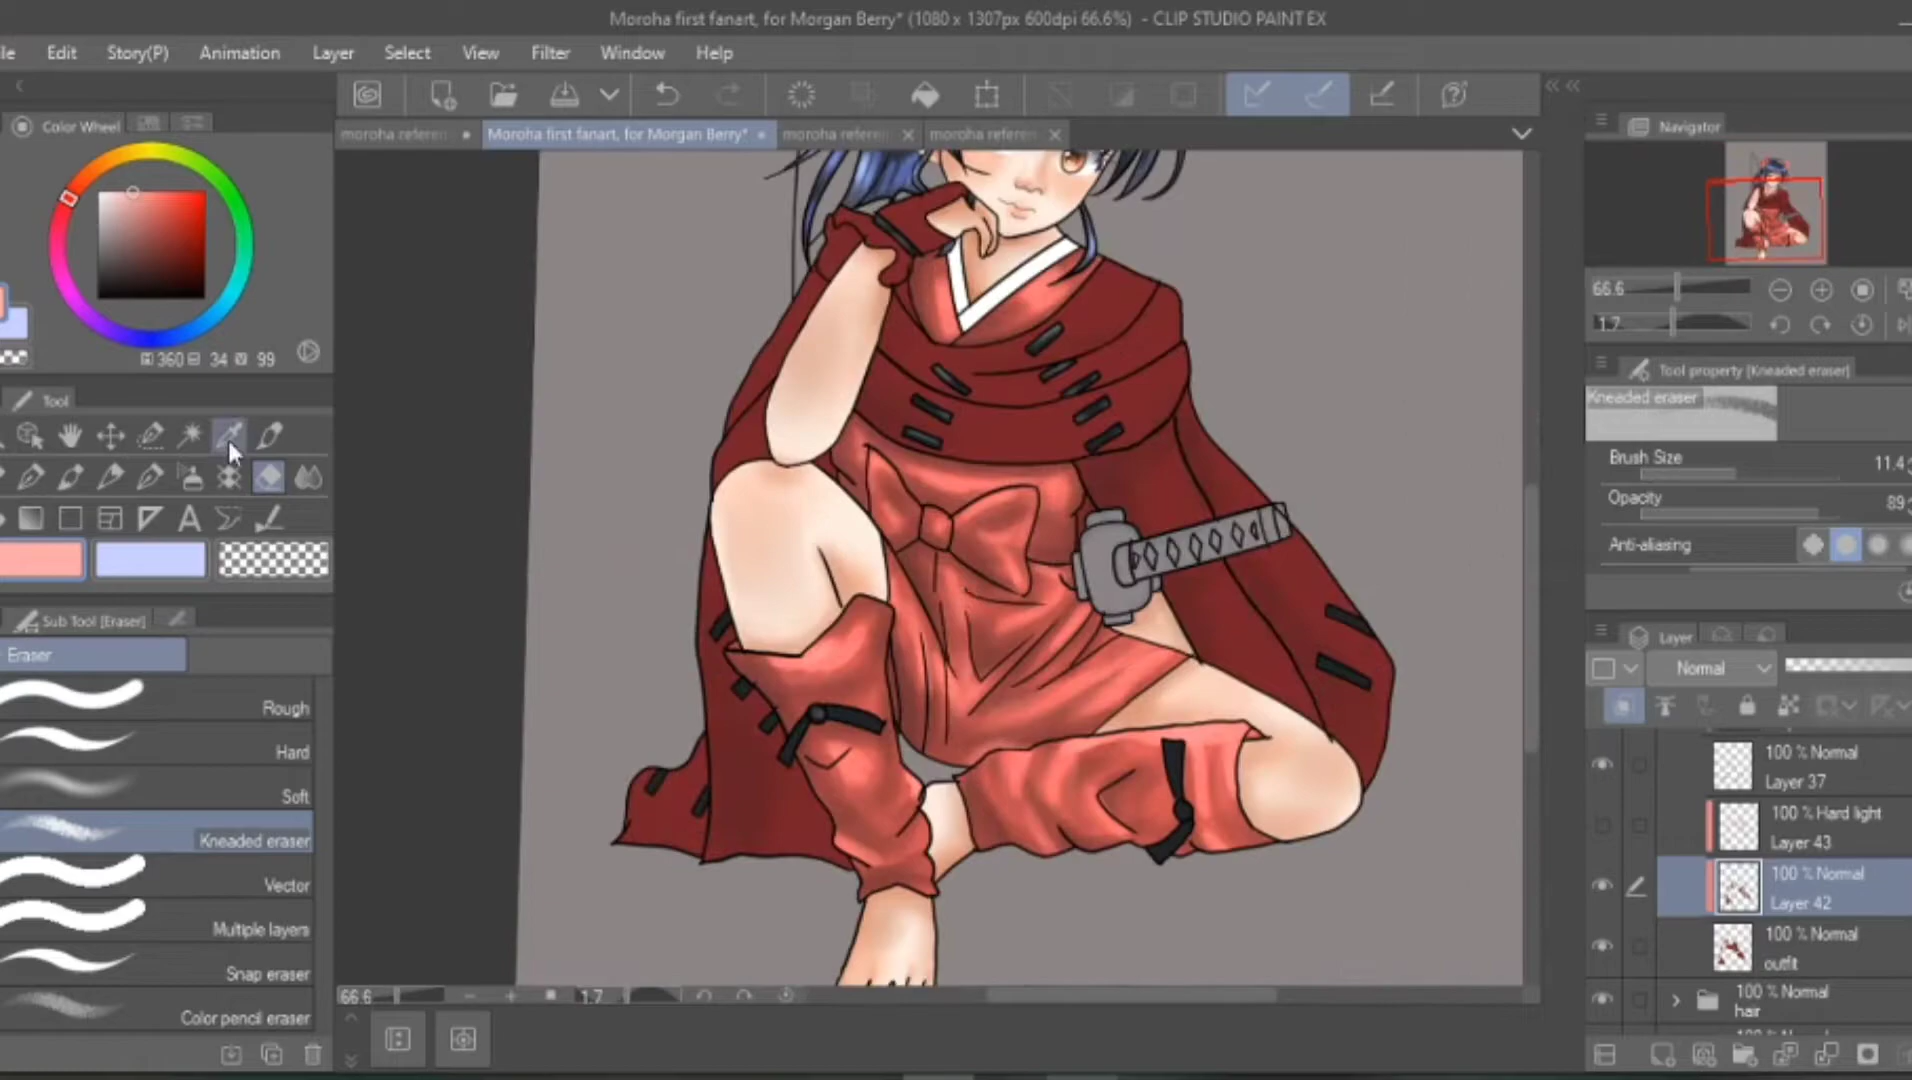 Moroha first fanart, for Morgan Berry* (1080 x 1307px 600dpi 66.6%) - CLIP STUDIO PAINT EX
le Edit Story(P) Animation Layer Select View Filter Window Help
Color Wheel
moroha referen Moroha first fanart, for Morgan Berry* moroha referen moroha referen
Navigator
66.6
1.7
360 34 99
Tool property [Kneaded eraser]
Kneaded eraser
Tool
Brush Size 11.4
Opacity 89
Anti-aliasing
Sub Tool [Eraser]
Eraser
Layer
Normal
Rough
Hard
Soft
Kneaded eraser
Vector
Multiple layers
Snap eraser
Color pencil eraser
100 % Normal
Layer 37
100 % Hard light
Layer 43
100 % Normal
Layer 42
100 % Normal
outfit
100 % Normal
hair
66.6 1.7